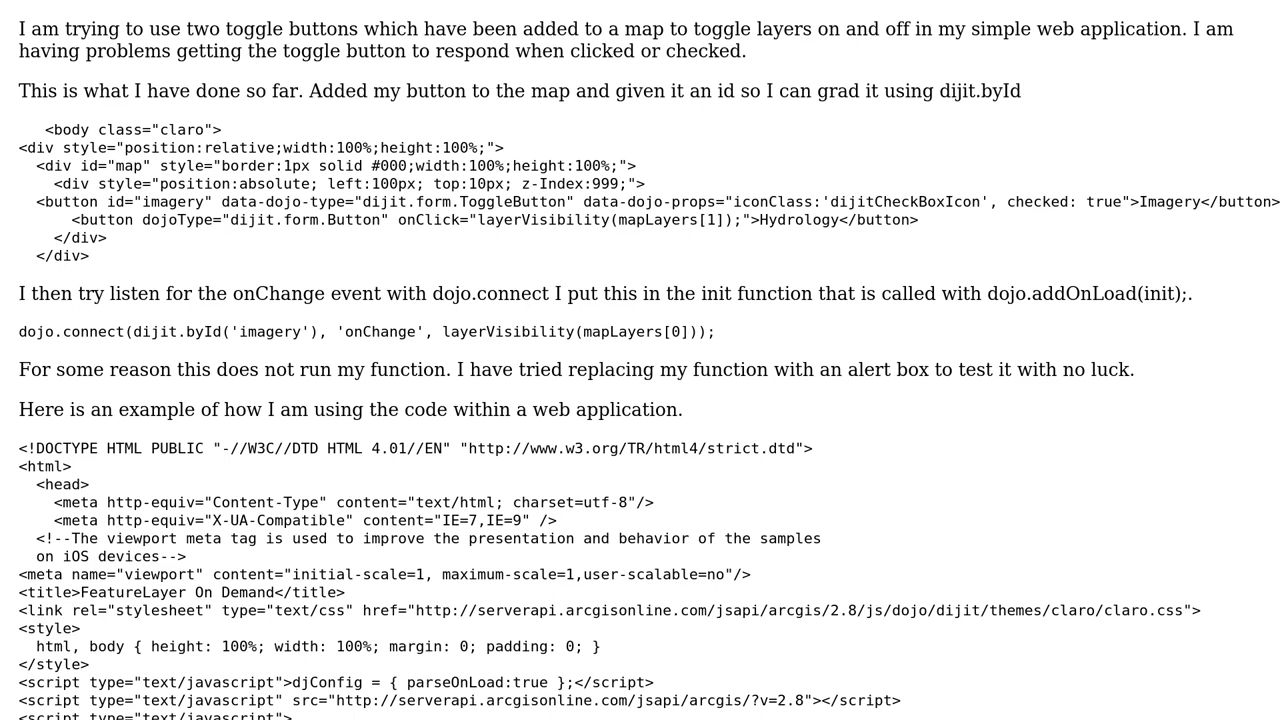 I am trying to use two toggle buttons which have been added to a map to toggle layers on and off in my simple web application. I am
having problems getting the toggle button to respond when clicked or checked.
This is what I have done so far. Added my button to the map and given it an id so I can grad it using dijit.byId
<body class="claro">
<div style="position:relative;width:100%;height:100%;">
<div id="map" style="border:1px solid #000;width:100%;height:100%;">
<div style="position:absolute; left:100px; top:10px; z-Index:999;">
<button id="imagery" data-dojo-type="dijit.form.ToggleButton" data-dojo-props="iconClass:'dijitCheckBoxIcon', checked: true">Imagery</button>
<button dojoType="dijit.form.Button" onClick="layerVisibility(mapLayers[1]);">Hydrology</button>
</div>
</div>
I then try listen for the onChange event with dojo.connect I put this in the init function that is called with dojo.addOnLoad(init);.
dojo.connect(dijit.byId('imagery'), 'onChange', layerVisibility(mapLayers[0]));
For some reason this does not run my function. I have tried replacing my function with an alert box to test it with no luck.
Here is an example of how I am using the code within a web application.
<!DOCTYPE HTML PUBLIC "-//W3C//DTD HTML 4.01//EN" "http://www.w3.org/TR/html4/strict.dtd">
<html>
<head>
<meta http-equiv="Content-Type" content="text/html; charset=utf-8"/>
<meta http-equiv="X-UA-Compatible" content="IE=7,IE=9" />
<!--The viewport meta tag is used to improve the presentation and behavior of the samples
on iOS devices-->
<meta name="viewport" content="initial-scale=1, maximum-scale=1,user-scalable=no"/>
<title>FeatureLayer On Demand</title>
<link rel="stylesheet" type="text/css" href="http://serverapi.arcgisonline.com/jsapi/arcgis/2.8/js/dojo/dijit/themes/claro/claro.css">
<style>
html, body { height: 100%; width: 100%; margin: 0; padding: 0; }
</style>
<script type="text/javascript">djConfig = { parseOnLoad:true };</script>
<script type="text/javascript" src="http://serverapi.arcgisonline.com/jsapi/arcgis/?v=2.8"></script>
<script type="text/javascript">